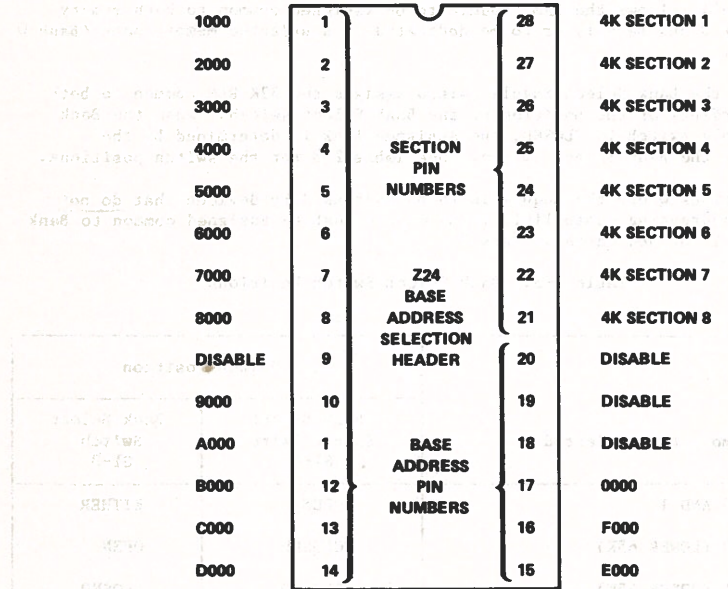 1000 1 28 4K SECTION 1
2000 2 27 4K SECTION 2
3000 3 26 4K SECTION 3
4000 4 SECTION 25 4K SECTION 4
PIN
5000 5 NUMBERS 24 4K SECTION 5
6000 6 23 4K SECTION 6
7000 7 Z24 22 4K SECTION 7
BASE
8000 8 ADDRESS 21 4K SECTION 8
SELECTION
DISABLE 9 HEADER 20 DISABLE
9000 10 19 DISABLE
A000 1 BASE 18 DISABLE
ADDRESS
B000 12 PIN 17 0000
NUMBERS
C000 13 16 F000
D000 14 15 E000